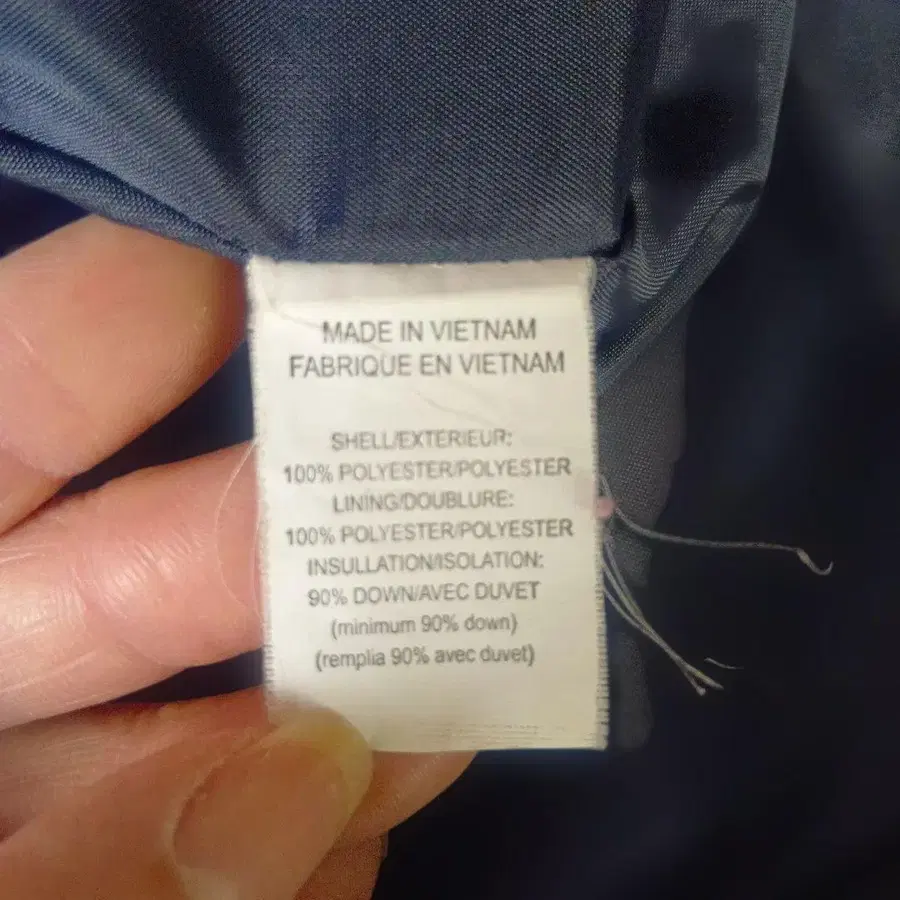 MADE IN VIETNAM
FABRIQUE EN VIETNAM
SHELL/EXTERIEUR:
100% POLYESTER/POLYESTER
LINING/DOUBLURE:
100% POLYESTER/POLYESTER
INSULLATION/ISOLATION:
90% DOWN/AVEC DUVET
(minimum 90% down)
(remplia 90% avec duvet)